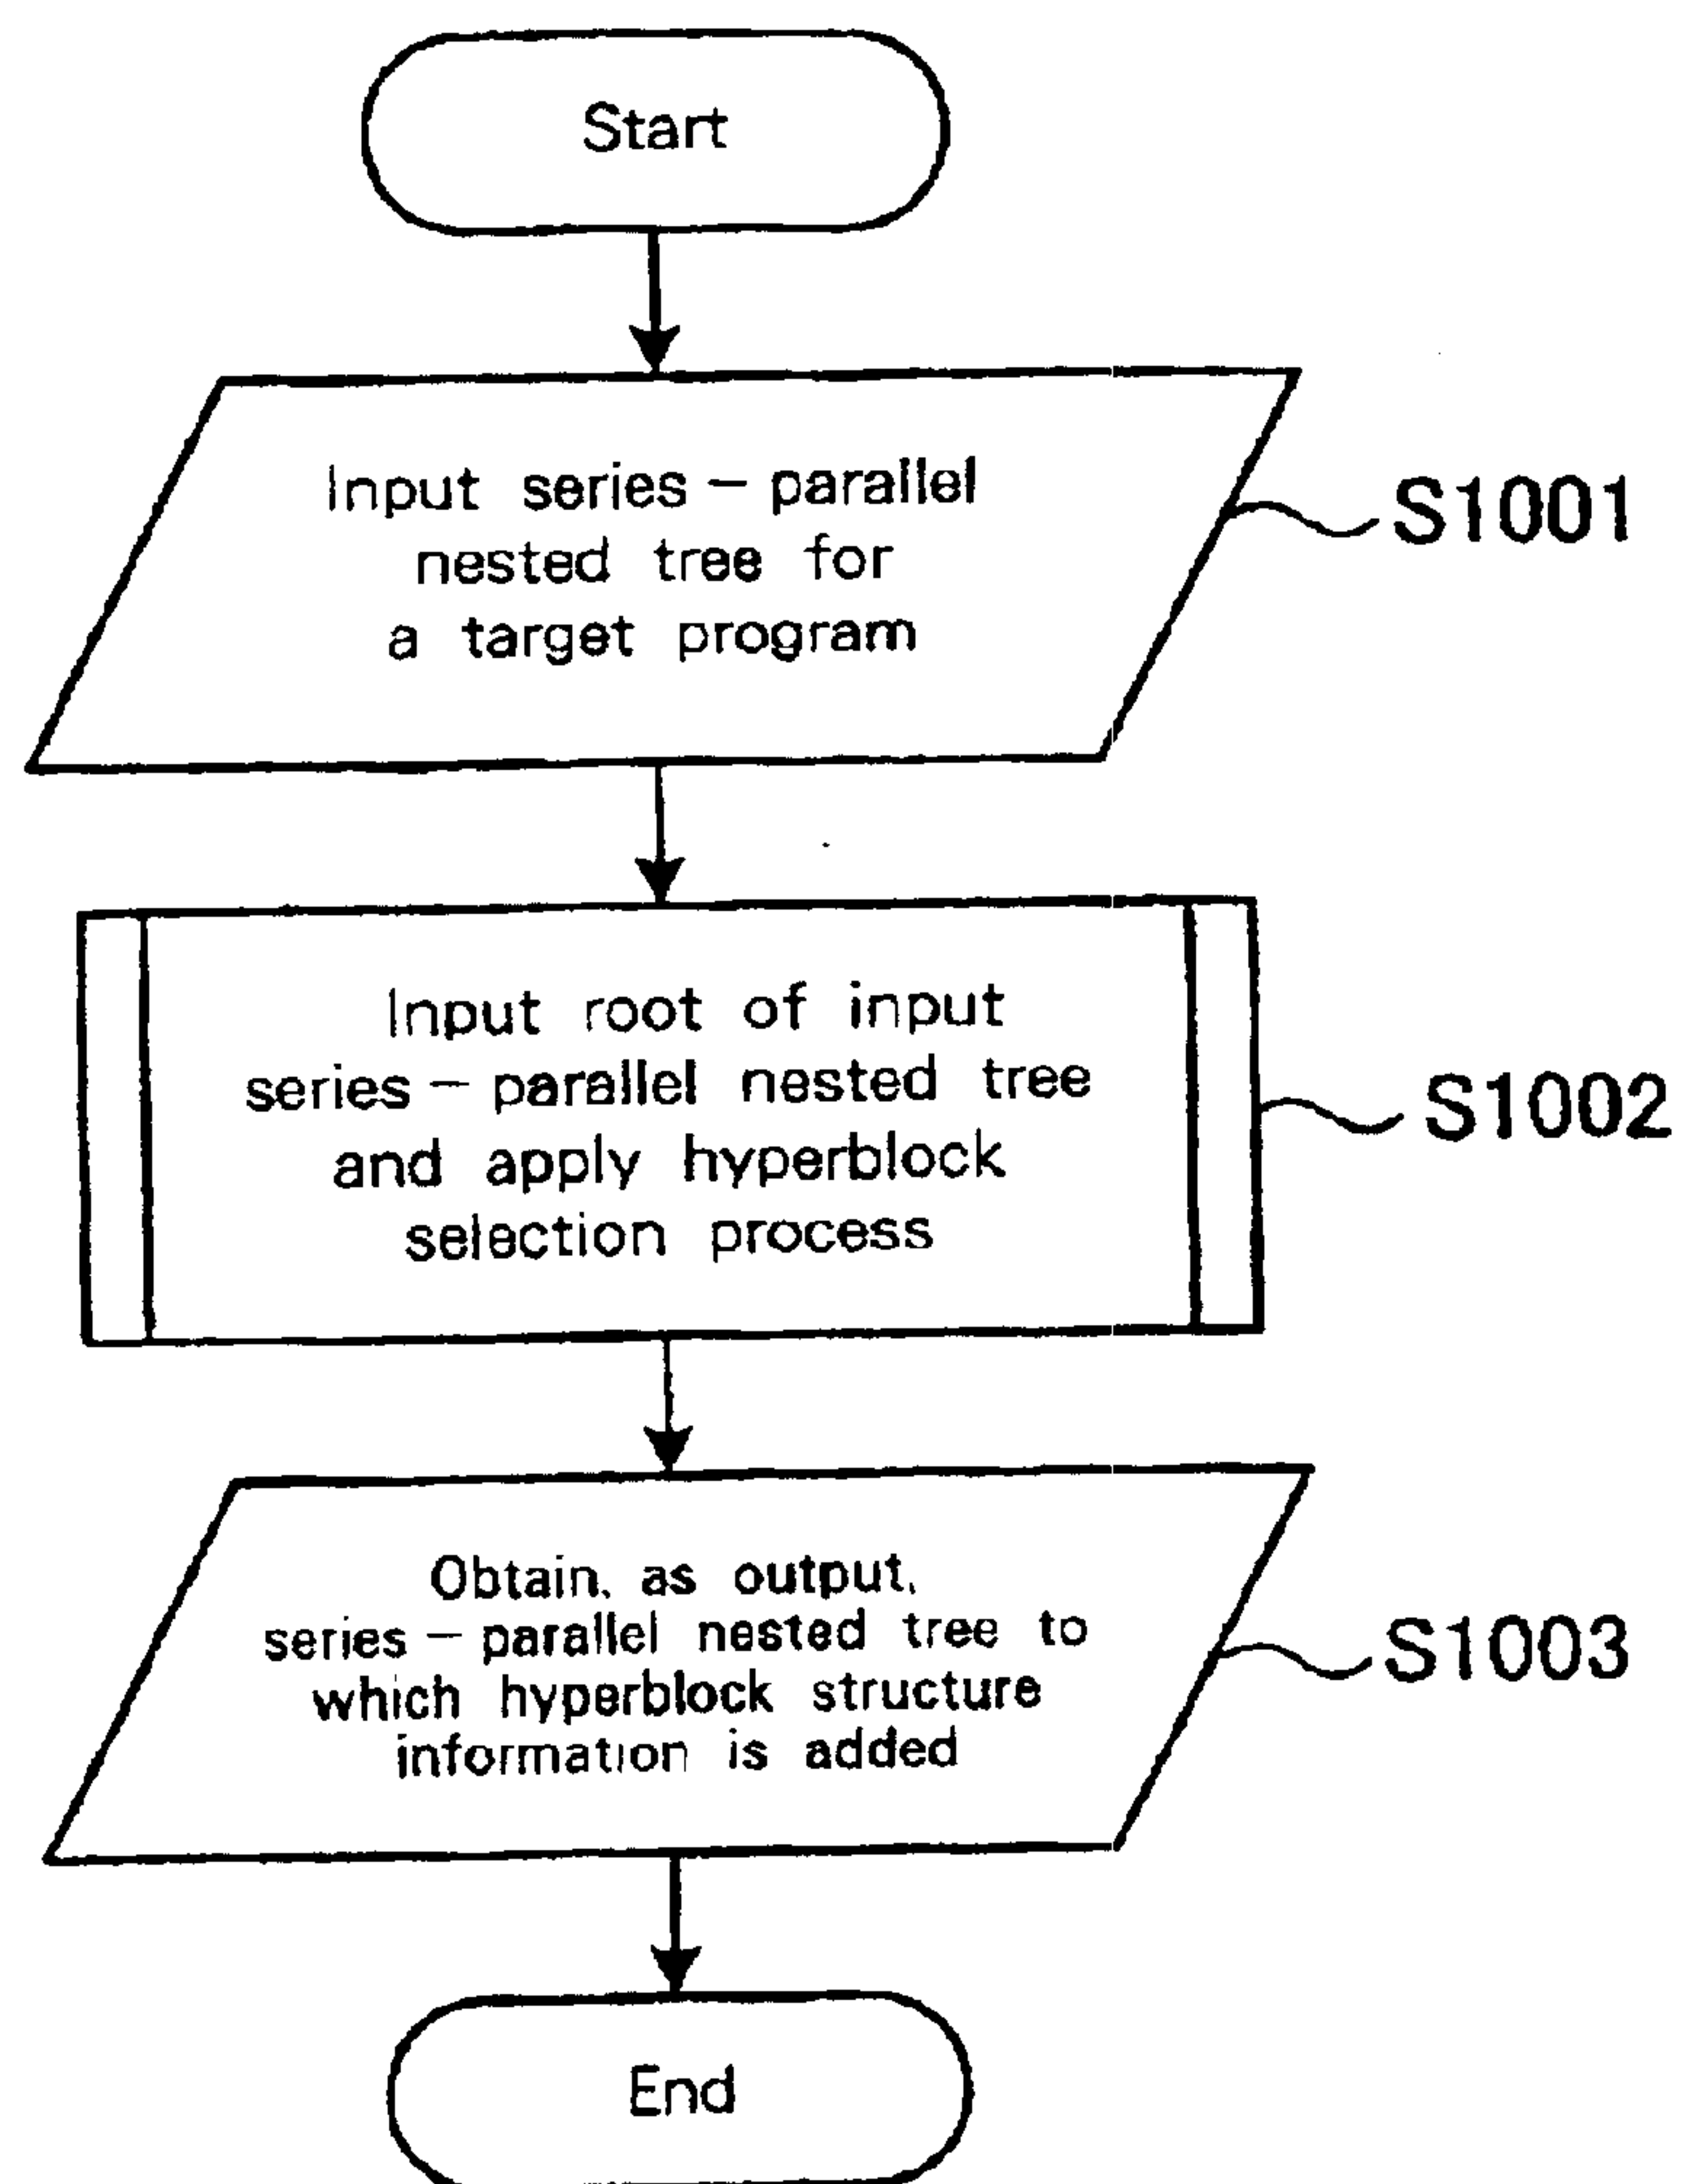 Start
Input series – parallel
nested tree for
a target program
S1001
Input root of input
series – parallel nested tree
and apply hyperblock
selection process
S1002
Obtain, as output,
series – parallel nested tree to
which hyperblock structure
information is added
S1003
End